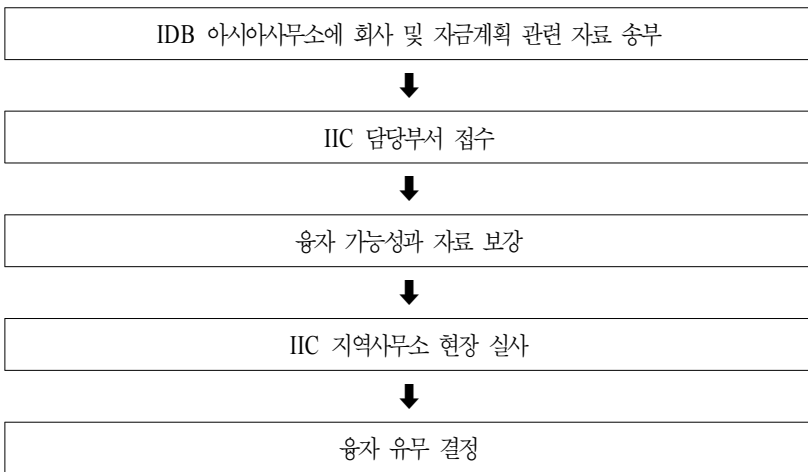 IDB 아시아사무소에 회사 및 자금계획 관련 자료 송부
IIC 담당부서 접수
융자 가능성과 자료 보강
IIC 지역사무소 현장 실사
융자 유무 결정